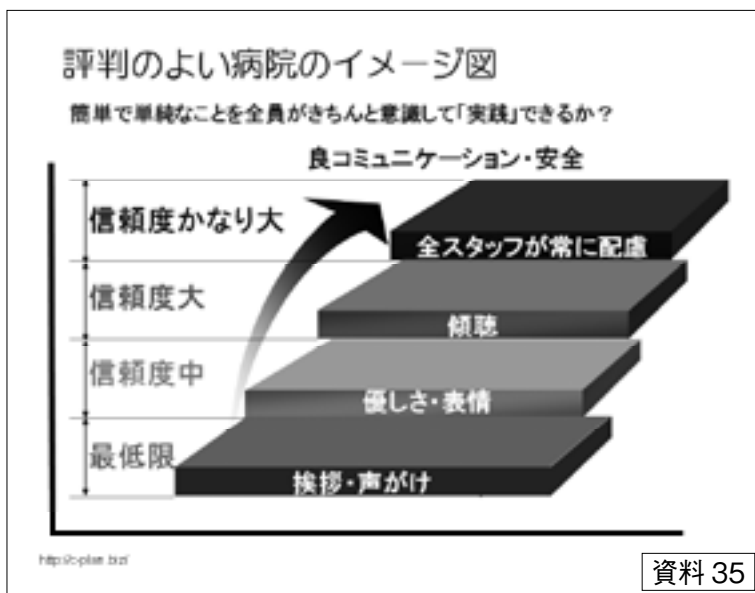 評判のよい病院のイメージ図
簡単で単純なことを全員がきちんと意識して「実践」できるか？
良コミュニケーション・安全
信頼度かなり大
全スタッフが常に配慮
信頼度大
傾聴
信頼度中
優しさ・表情
最低限
挨拶・声がけ
http://c-plan.biz/
資料 35